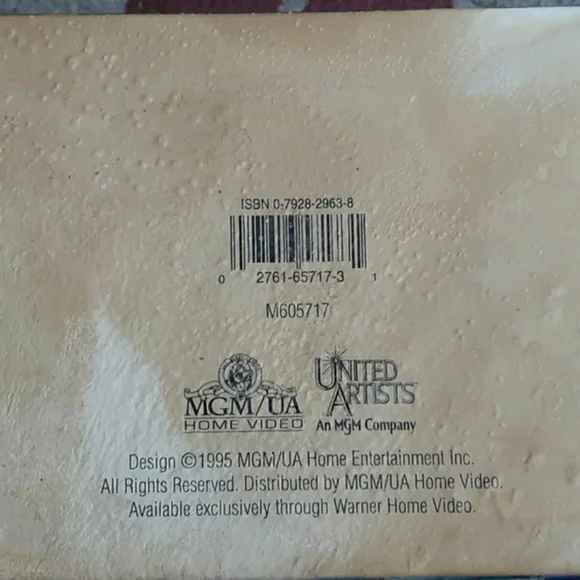 ISBN 0-7928-2963-8
0 2761-65717-3 1
M605717
MGM/UA
HOME VIDEO
UNITED
ARTISTS
An MGM Company
Design ©1995 MGM/UA Home Entertainment Inc.
All Rights Reserved. Distributed by MGM/UA Home Video.
Available exclusively through Warner Home Video.